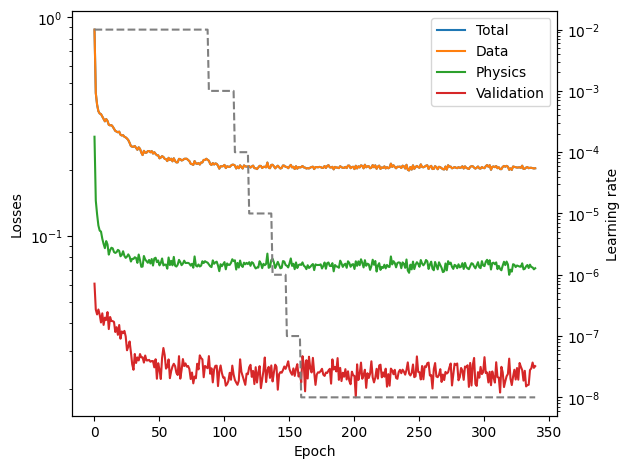 Total
Data
Physics
Validation
10⁰
10⁻¹
Losses
10⁻²
10⁻³
10⁻⁴
10⁻⁵
10⁻⁶
10⁻⁷
10⁻⁸
Learning rate
0 50 100 150 200 250 300 350
Epoch